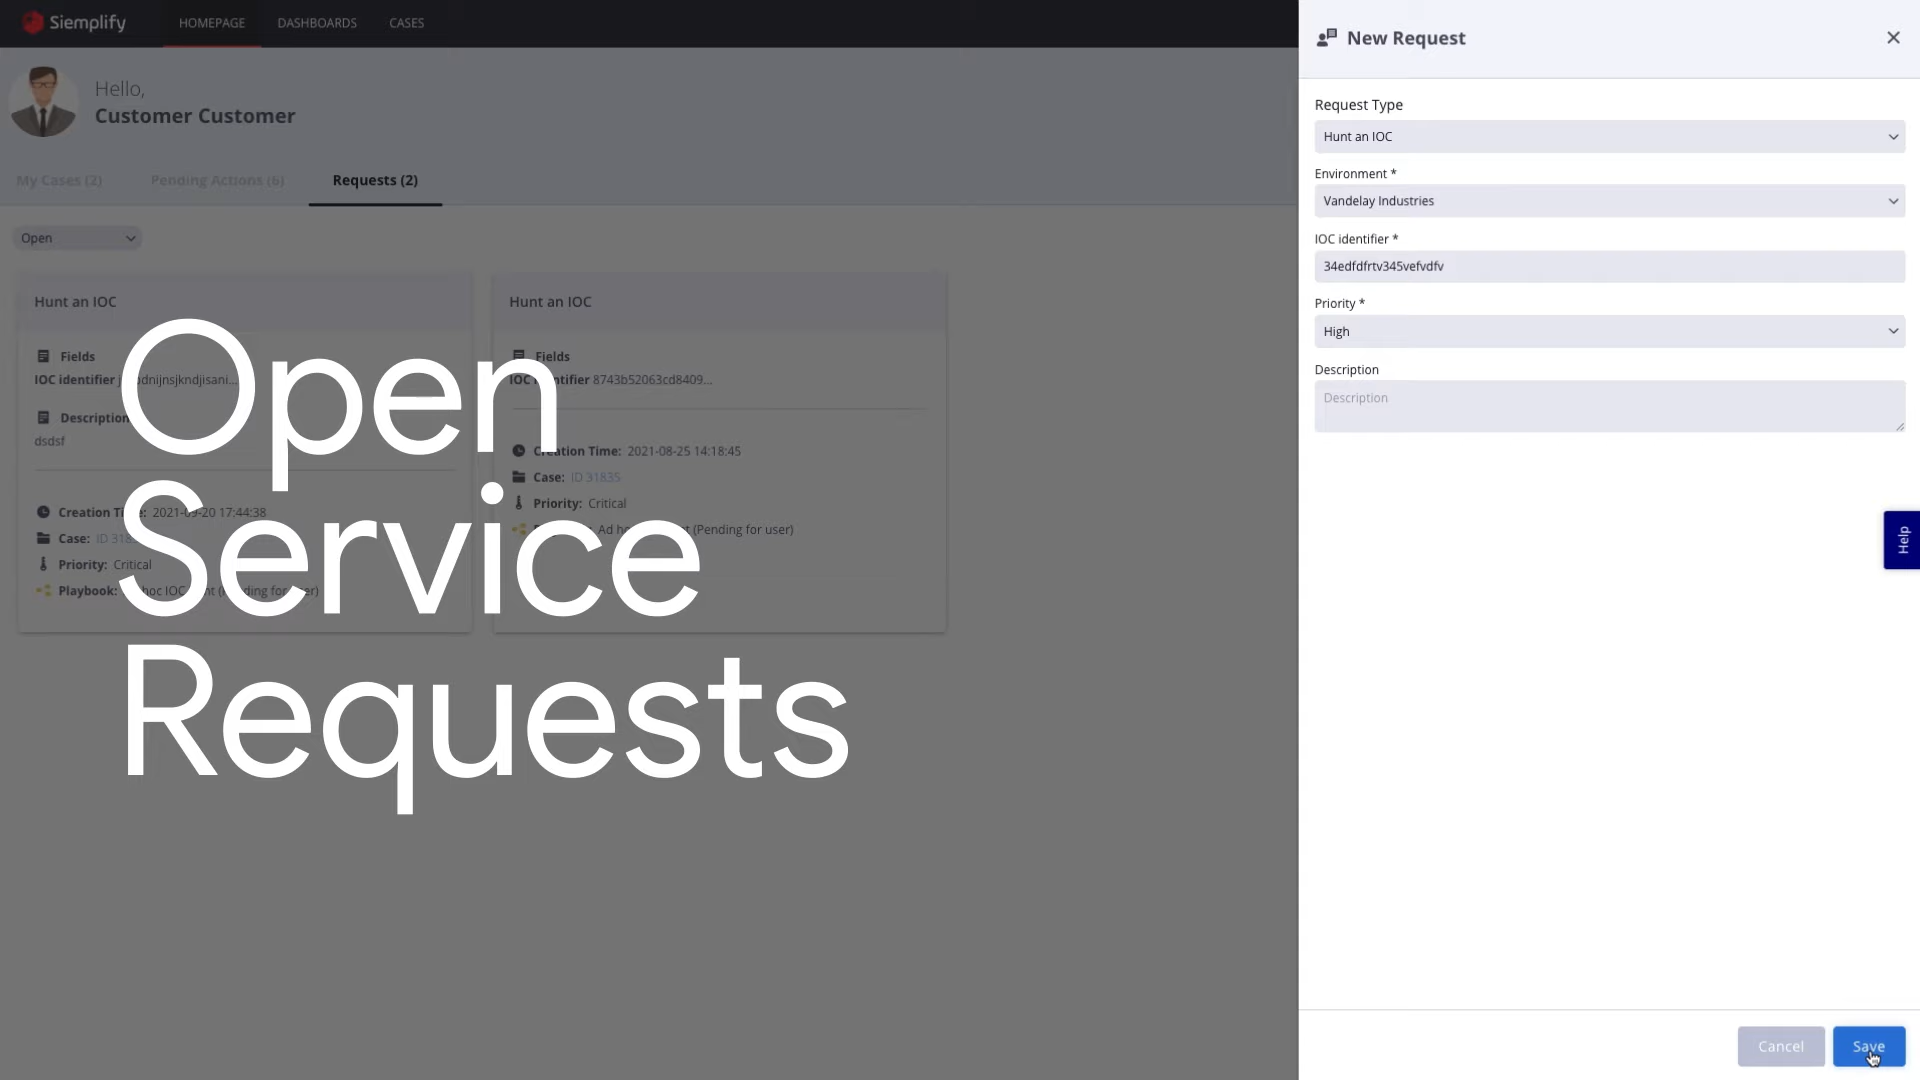 Siemplify
HOMEPAGE
DASHBOARDS
CASES
Hello,
Customer Customer
My Cases (2)
Pending Actions (6)
Requests (2)
Open
Hunt an IOC
Fields
IOC identifier
Description
dsdsf
Creation
2021-09-20 17:44:38
Case:
Priority: Critical
Playbook:
Hunt an IOC
Fields
8743b52063cd8409...
Creation Time: 2021-08-25 14:18:45
Case: ID 31835
Priority: Critical
(Pending for user)
Open
Service
Requests
New Request
Request Type
Hunt an IOC
Environment *
Vandelay Industries
IOC identifier *
34edfdfrtv345vefvdfv
Priority *
High
Description
Description
Help
Cancel
Save